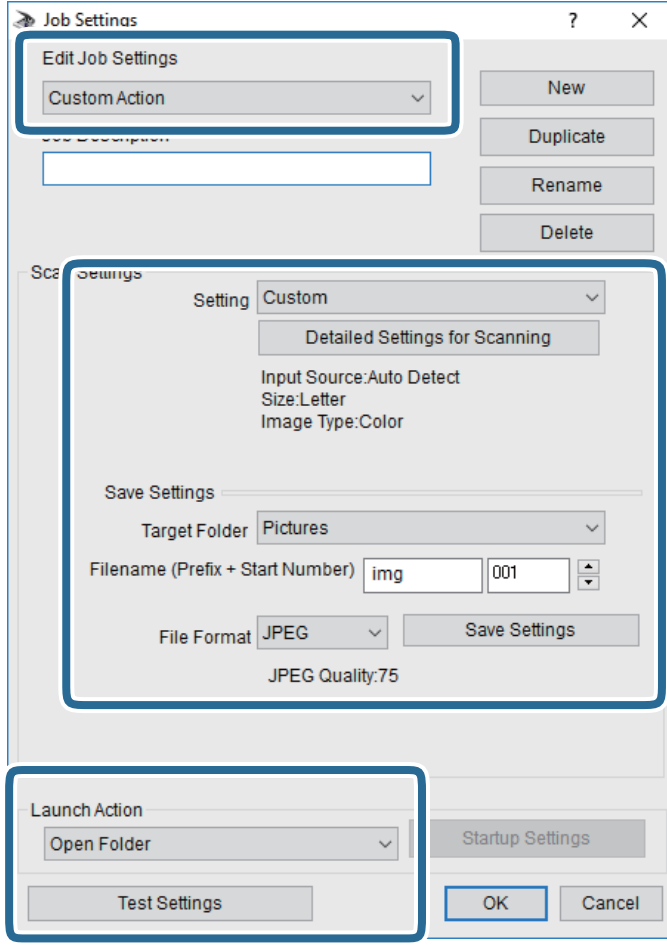 Job Settings ? ×
Edit Job Settings
Custom Action
New
Duplicate
Rename
Delete
Settings
Setting Custom
Detailed Settings for Scanning
Input Source:Auto Detect
Size:Letter
Image Type:Color
Save Settings
Target Folder Pictures
Filename (Prefix + Start Number) img 001
File Format JPEG Save Settings
JPEG Quality:75
Launch Action
Open Folder Startup Settings
Test Settings OK Cancel